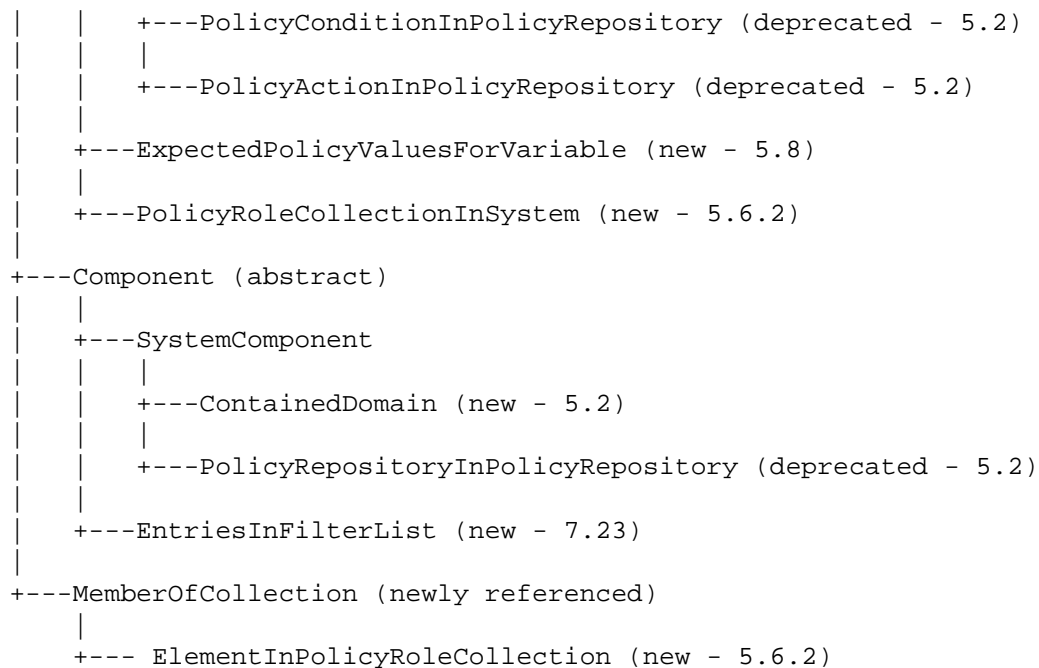 |   |   +---PolicyConditionInPolicyRepository (deprecated - 5.2)
|   |   |
|   |   +---PolicyActionInPolicyRepository (deprecated - 5.2)
|   |
|   +---ExpectedPolicyValuesForVariable (new - 5.8)
|   |
|   +---PolicyRoleCollectionInSystem (new - 5.6.2)
|
+---Component (abstract)
|   |
|   +---SystemComponent
|   |   |
|   |   +---ContainedDomain (new - 5.2)
|   |   |
|   |   +---PolicyRepositoryInPolicyRepository (deprecated - 5.2)
|   |
|   +---EntriesInFilterList (new - 7.23)
|
+---MemberOfCollection (newly referenced)
    |
    +--- ElementInPolicyRoleCollection (new - 5.6.2)